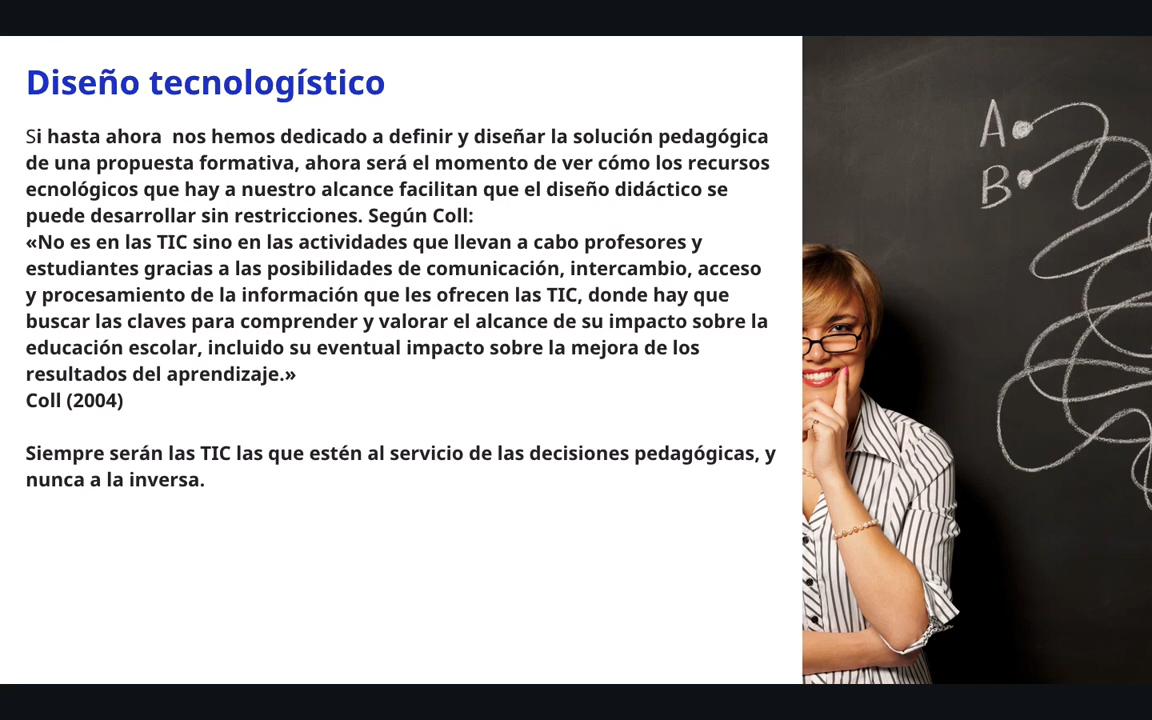 Diseño tecnologístico
Si hasta ahora  nos hemos dedicado a definir y diseñar la solución pedagógica
de una propuesta formativa, ahora será el momento de ver cómo los recursos
ecnológicos que hay a nuestro alcance facilitan que el diseño didáctico se
puede desarrollar sin restricciones. Según Coll:
«No es en las TIC sino en las actividades que llevan a cabo profesores y
estudiantes gracias a las posibilidades de comunicación, intercambio, acceso
y procesamiento de la información que les ofrecen las TIC, donde hay que
buscar las claves para comprender y valorar el alcance de su impacto sobre la
educación escolar, incluido su eventual impacto sobre la mejora de los
resultados del aprendizaje.»
Coll (2004)
Siempre serán las TIC las que estén al servicio de las decisiones pedagógicas, y
nunca a la inversa.
A
B